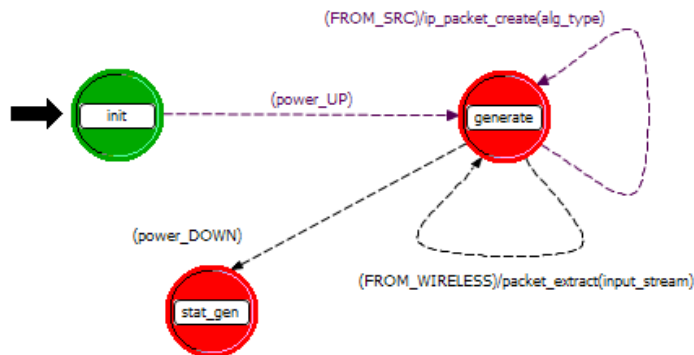 (FROM_SRC)/ip_packet_create(alg_type)
(power_UP)
init
generate
(power_DOWN)
(FROM_WIRELESS)/packet_extract(input_stream)
stat_gen